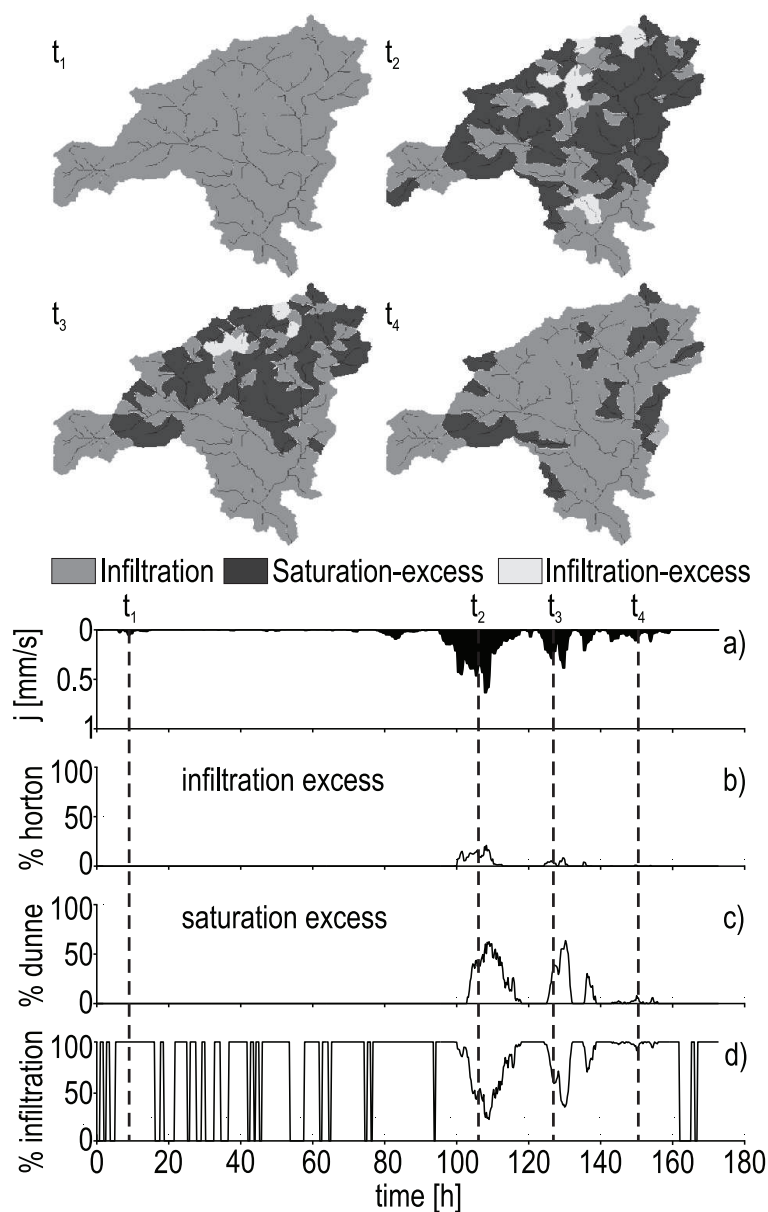 t₁ t₂
t₃ t₄
Infiltration Saturation-excess Infiltration-excess
t₁ t₂ t₃ t₄
0
0.5
1
j [mm/s]
a)
100
50
0
% horton
infiltration excess
b)
100
50
0
% dunne
saturation excess
c)
100
50
0
% infiltration
d)
0 20 40 60 80 100 120 140 160 180
time [h]